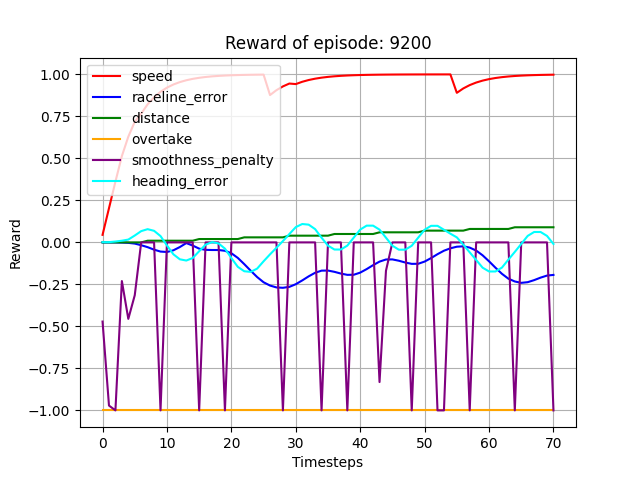 Reward of episode: 9200
1.00
0.75
0.50
0.25
0.00
−0.25
−0.50
−0.75
−1.00
Reward
speed
raceline_error
distance
overtake
smoothness_penalty
heading_error
0 10 20 30 40 50 60 70
Timesteps